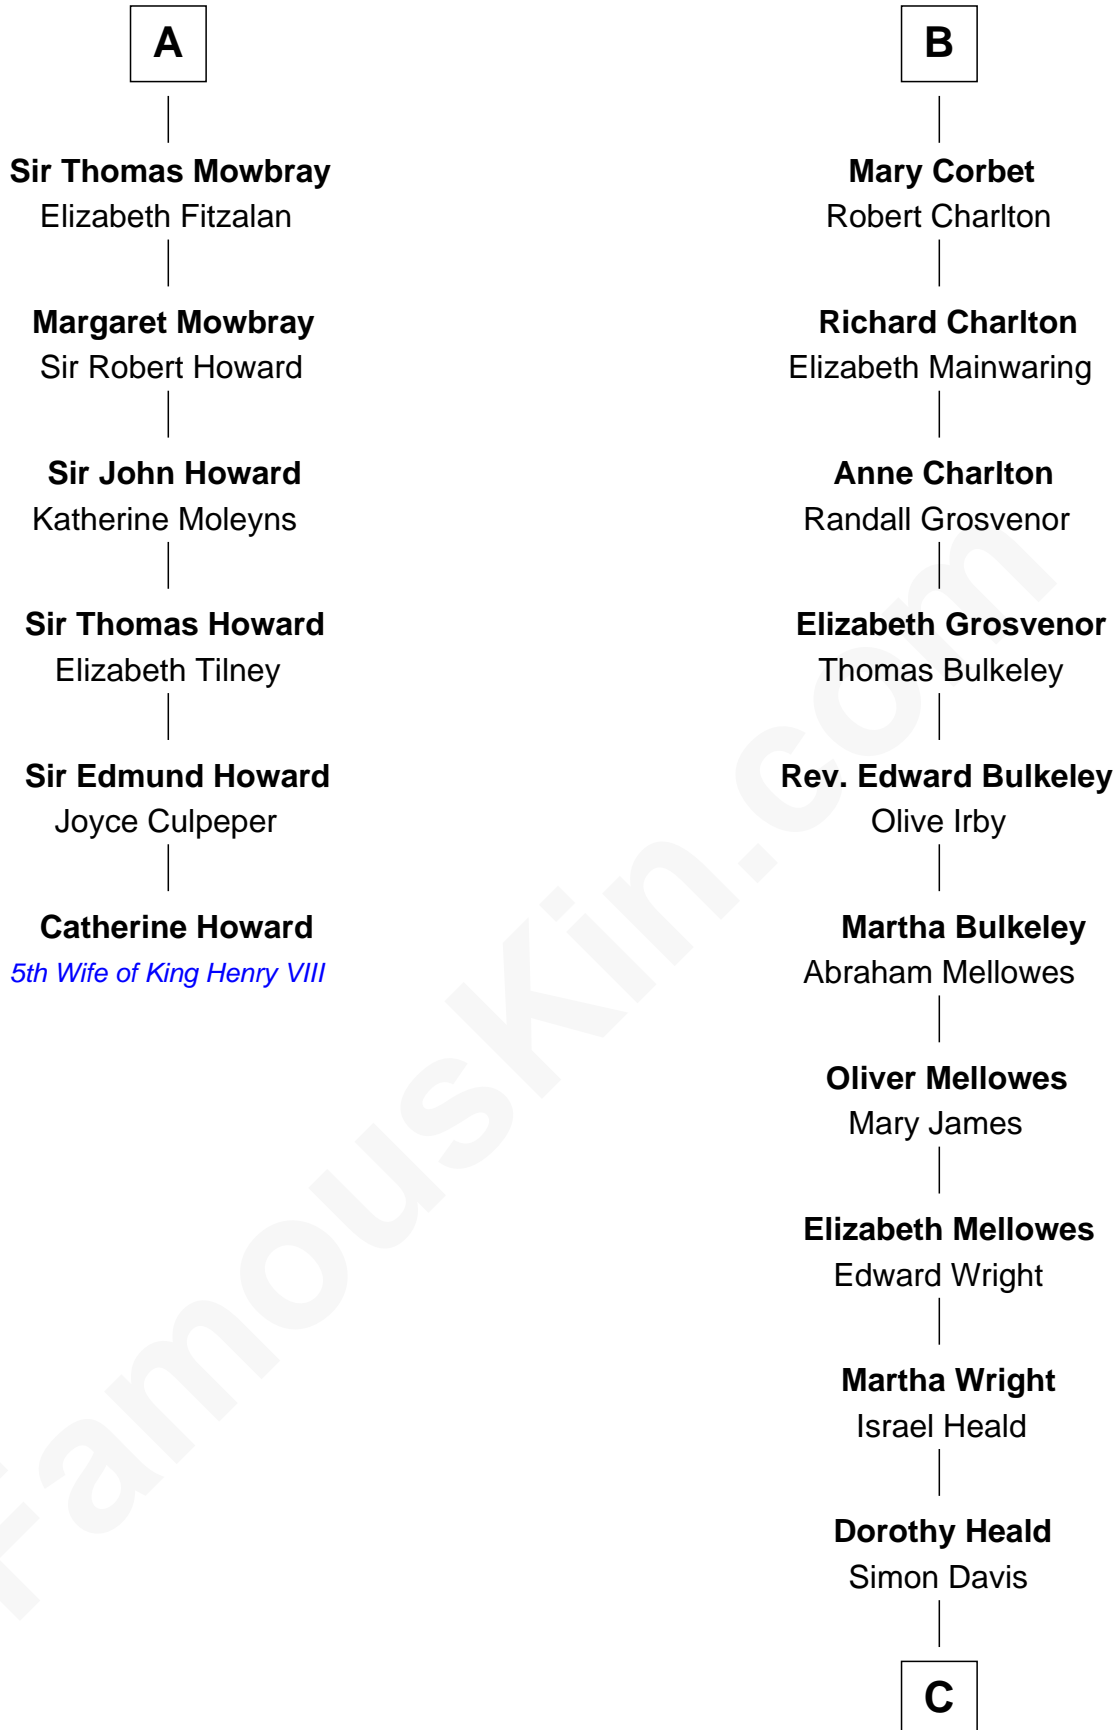 A
Sir Thomas Mowbray
Elizabeth Fitzalan
Margaret Mowbray
Sir Robert Howard
Sir John Howard
Katherine Moleyns
Sir Thomas Howard
Elizabeth Tilney
Sir Edmund Howard
Joyce Culpeper
Catherine Howard
5th Wife of King Henry VIII
B
Mary Corbet
Robert Charlton
Richard Charlton
Elizabeth Mainwaring
Anne Charlton
Randall Grosvenor
Elizabeth Grosvenor
Thomas Bulkeley
Rev. Edward Bulkeley
Olive Irby
Martha Bulkeley
Abraham Mellowes
Oliver Mellowes
Mary James
Elizabeth Mellowes
Edward Wright
Martha Wright
Israel Heald
Dorothy Heald
Simon Davis
C
FamousKin.com